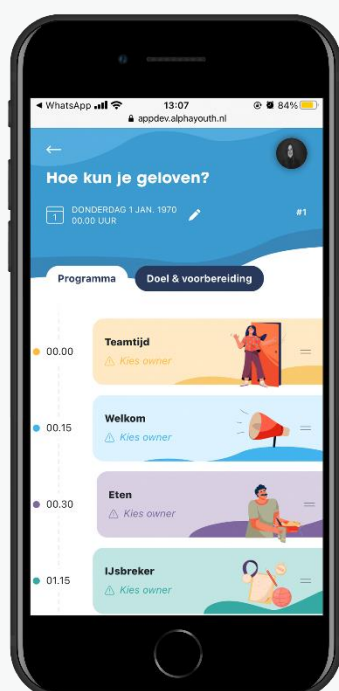 WhatsApp 13:07 84%
appdev.alphayouth.nl
Hoe kun je geloven?
1 DONDERDAG 1 JAN. 1970
00.00 UUR
#1
Programma Doel & voorbereiding
00.00 Teamtijd
Kies owner
00.15 Welkom
Kies owner
00.30 Eten
Kies owner
01.15 IJsbreker
Kies owner